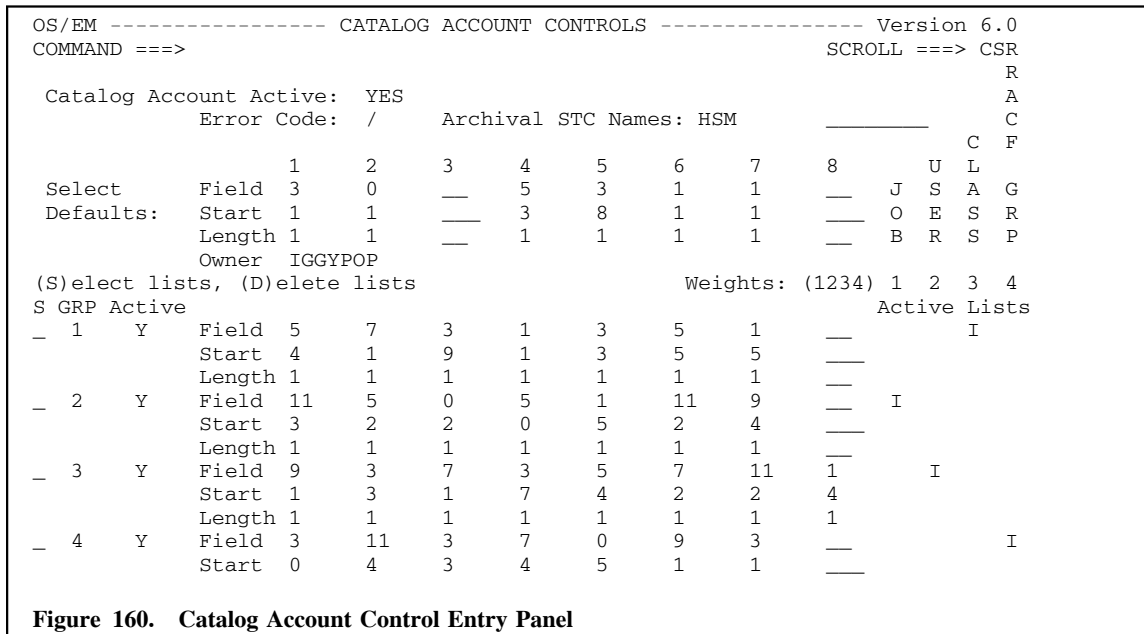 OS/EM ----------------- CATALOG ACCOUNT CONTROLS ---------------- Version 6.0
COMMAND ===>                                                  SCROLL ===> CSR
                                                                            R
 Catalog Account Active:  YES                                               A
            Error Code:   /     Archival STC Names: HSM       ________      C
                                                                         C  F
                    1     2     3     4     5     6     7     8       U  L
 Select     Field   3     0     __    5     3     1     1     __   J  S  A  G
 Defaults:  Start   1     1     ___   3     8     1     1     ___  O  E  S  R
            Length  1     1     __    1     1     1     1     __   B  R  S  P
            Owner   IGGYPOP
(S)elect lists, (D)elete lists                    Weights: (1234)  1  2  3  4
S GRP Active                                                     Active Lists
_  1    Y   Field   5     7     3     1     3     5     1     __         I
            Start   4     1     9     1     3     5     5     ___
            Length  1     1     1     1     1     1     1     __
_  2    Y   Field   11    5     0     5     1     11    9     __   I
            Start   3     2     2     0     5     2     4     ___
            Length  1     1     1     1     1     1     1     __
_  3    Y   Field   9     3     7     3     5     7     11    1       I
            Start   1     3     1     7     4     2     2     4
            Length  1     1     1     1     1     1     1     1
_  4    Y   Field   3     11    3     7     0     9     3     __            I
            Start   0     4     3     4     5     1     1     ___
Figure 160. Catalog Account Control Entry Panel